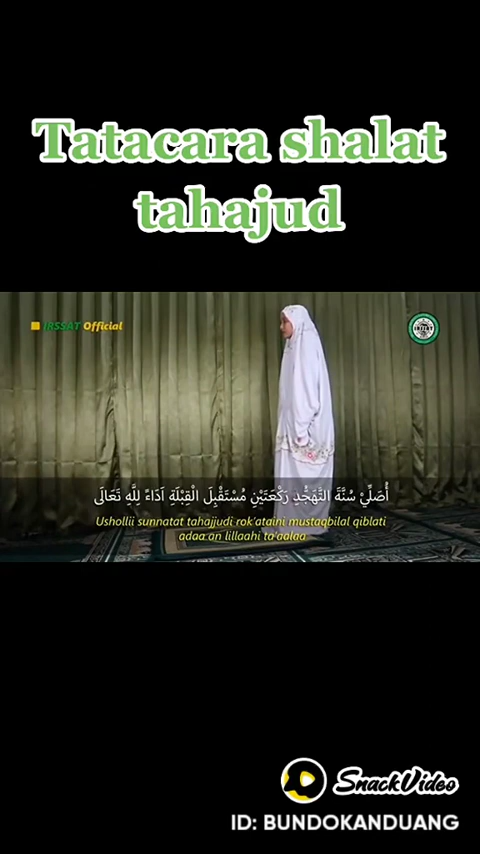 Tatacara shalat
tahajud
IRSSAT Official
أُصَلِّيْ سُنَّةَ التَّهَجُّدِ رَكْعَتَيْنِ مُسْتَقْبِلَ الْقِبْلَةِ اَدَاءً لِلَّهِ تَعَالَى
Ushollii sunnatat tahajjudi rok'ataini mustaqbilal qiblati
adaa.an lillaahi ta'aalaa
SnackVideo
ID: BUNDOKANDUANG